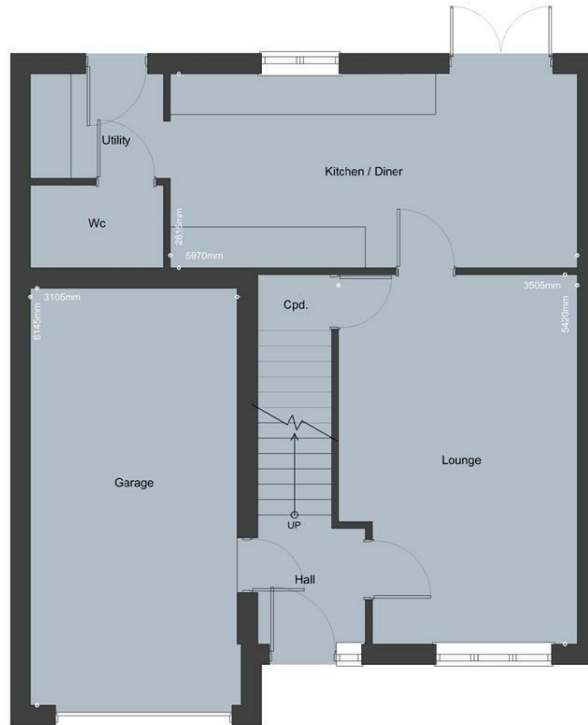 Utility
Kitchen / Diner
Wc
2815mm
5970mm
3105mm
6145mm
Cpd.
3505mm
5420mm
Garage
Lounge
UP
Hall